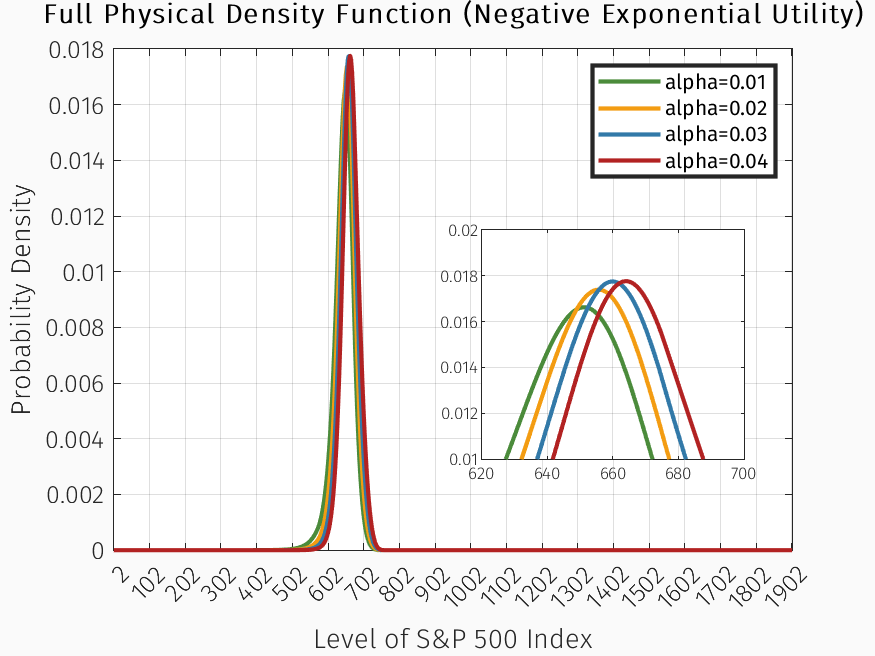 Full Physical Density Function (Negative Exponential Utility)
0.018
0.016
0.014
0.012
0.01
0.008
0.006
0.004
0.002
0
Probability Density
alpha=0.01
alpha=0.02
alpha=0.03
alpha=0.04
0.02
0.018
0.016
0.014
0.012
0.01
620 640 660 680 700
2 102 202 302 402 502 602 702 802 902 1002 1102 1202 1302 1402 1502 1602 1702 1802 1902
Level of S&P 500 Index